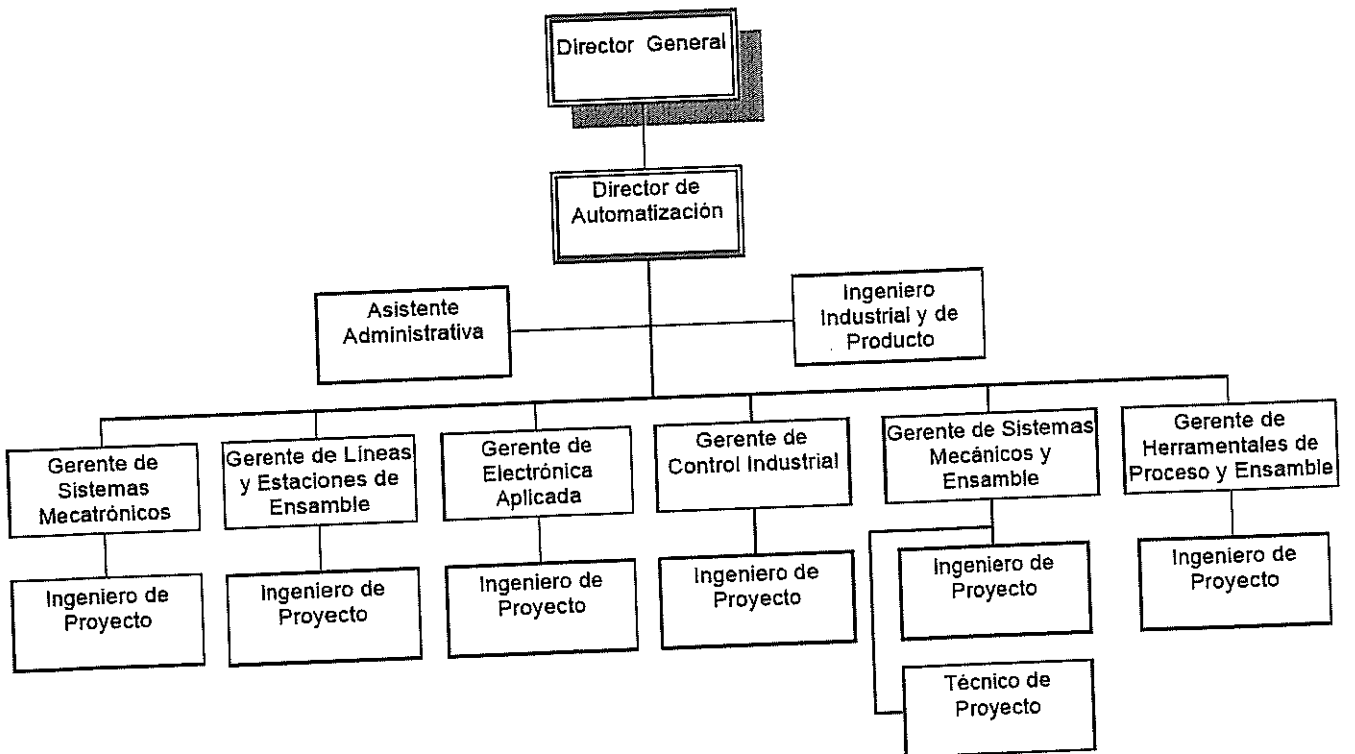 Director General
Director de
Automatización
Asistente
Administrativa
Ingeniero
Industrial y de
Producto
Gerente de
Sistemas
Mecatrónicos
Gerente de Líneas
y Estaciones de
Ensamble
Gerente de
Electrónica
Aplicada
Gerente de
Control Industrial
Gerente de Sistemas
Mecánicos y
Ensamble
Gerente de
Herramentales de
Proceso y Ensamble
Ingeniero de
Proyecto
Ingeniero de
Proyecto
Ingeniero de
Proyecto
Ingeniero de
Proyecto
Ingeniero de
Proyecto
Ingeniero de
Proyecto
Técnico de
Proyecto